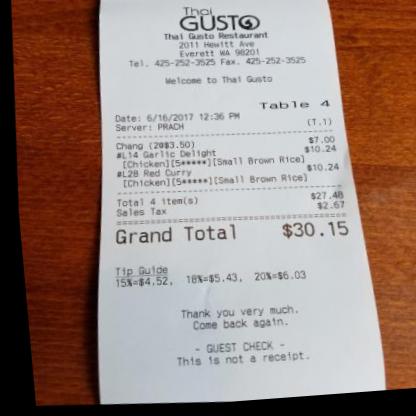 Thai
GUSTO
Thai Gusto Restaurant
2011 Hewitt Ave
Everett WA 98201
Tel. 425-252-3525 Fax. 425-252-3525
Welcome to Thai Gusto
Table 4
Date: 6/16/2017 12:36 PM
Server: PRACH (T.1)
Chang (2@$3.50) $7.00
#L14 Garlic Delight $10.24
[Chicken][5*****][Small Brown Rice]
#L28 Red Curry $10.24
[Chicken][5*****][Small Brown Rice]
Total 4 item(s) $27.48
Sales Tax $2.67
Grand Total $30.15
Tip Guide
15%=$4.52, 18%=$5.43, 20%=$6.03
Thank you very much.
Come back again.
- GUEST CHECK -
This is not a receipt.